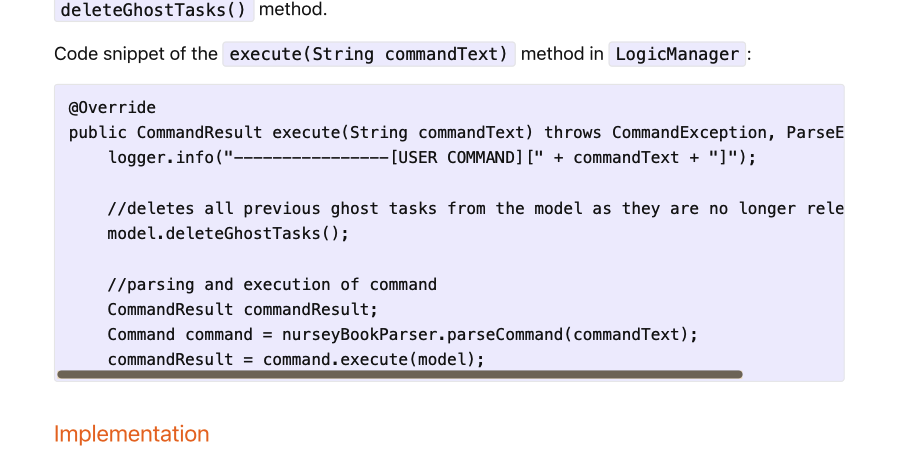 deleteGhostTasks() method.
Code snippet of the execute(String commandText) method in LogicManager:
@Override
public CommandResult execute(String commandText) throws CommandException, ParseE
logger.info("----------------[USER COMMAND][" + commandText + "]");
//deletes all previous ghost tasks from the model as they are no longer rele
model.deleteGhostTasks();
//parsing and execution of command
CommandResult commandResult;
Command command = nurseyBookParser.parseCommand(commandText);
commandResult = command.execute(model);
Implementation